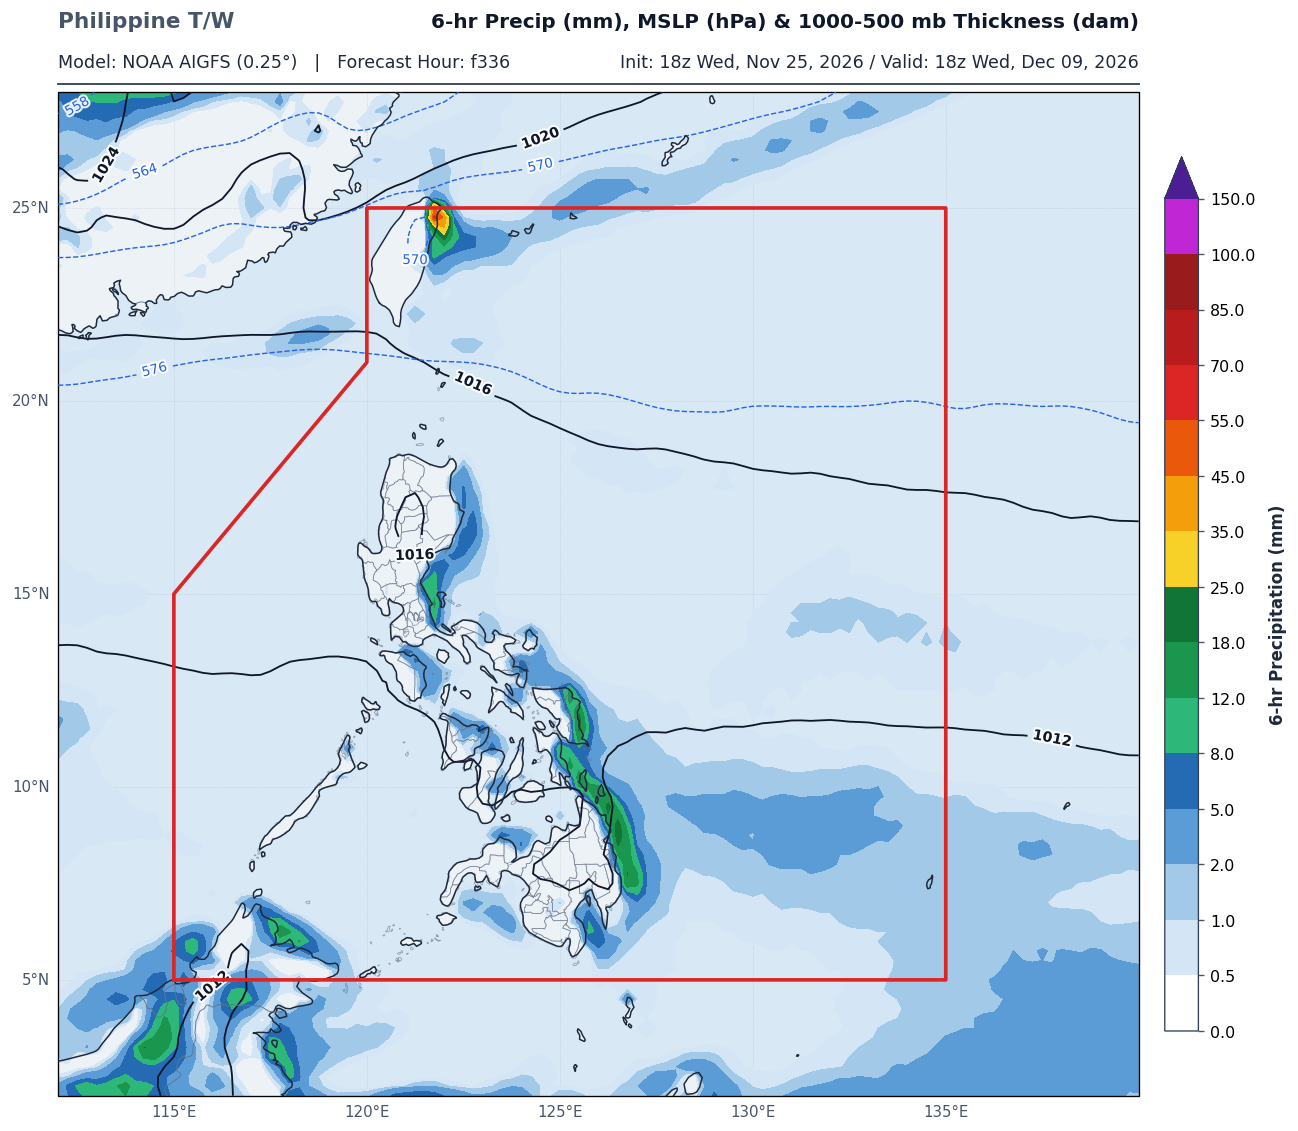 Philippine T/W
6-hr Precip (mm), MSLP (hPa) & 1000-500 mb Thickness (dam)
Model: NOAA AIGFS (0.25°) | Forecast Hour: f336
Init: 18z Wed, Nov 25, 2026 / Valid: 18z Wed, Dec 09, 2026
558
1024
564
1020
570
570
576
1016
1016
1012
1012
25°N
20°N
15°N
10°N
5°N
115°E
120°E
125°E
130°E
135°E
150.0
100.0
85.0
70.0
55.0
45.0
35.0
25.0
18.0
12.0
8.0
5.0
2.0
1.0
0.5
0.0
6-hr Precipitation (mm)